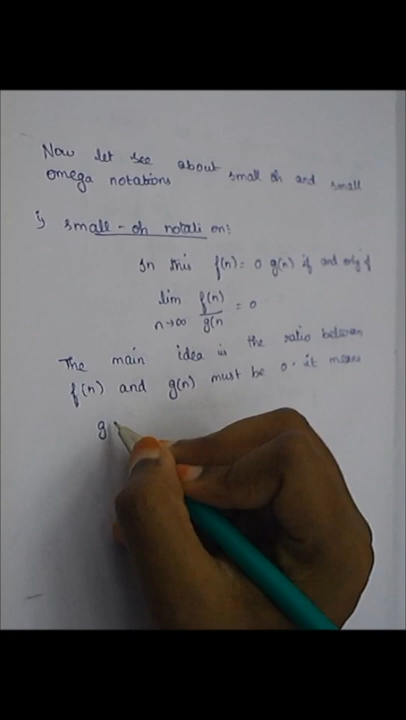 Now let see about small oh and small
omega notations
i) small-oh notation:
In this f(n) = o g(n) if and only if
lim n→∞ f(n)/g(n = 0
The main idea is the ratio between
f(n) and g(n) must be 0. it means
g